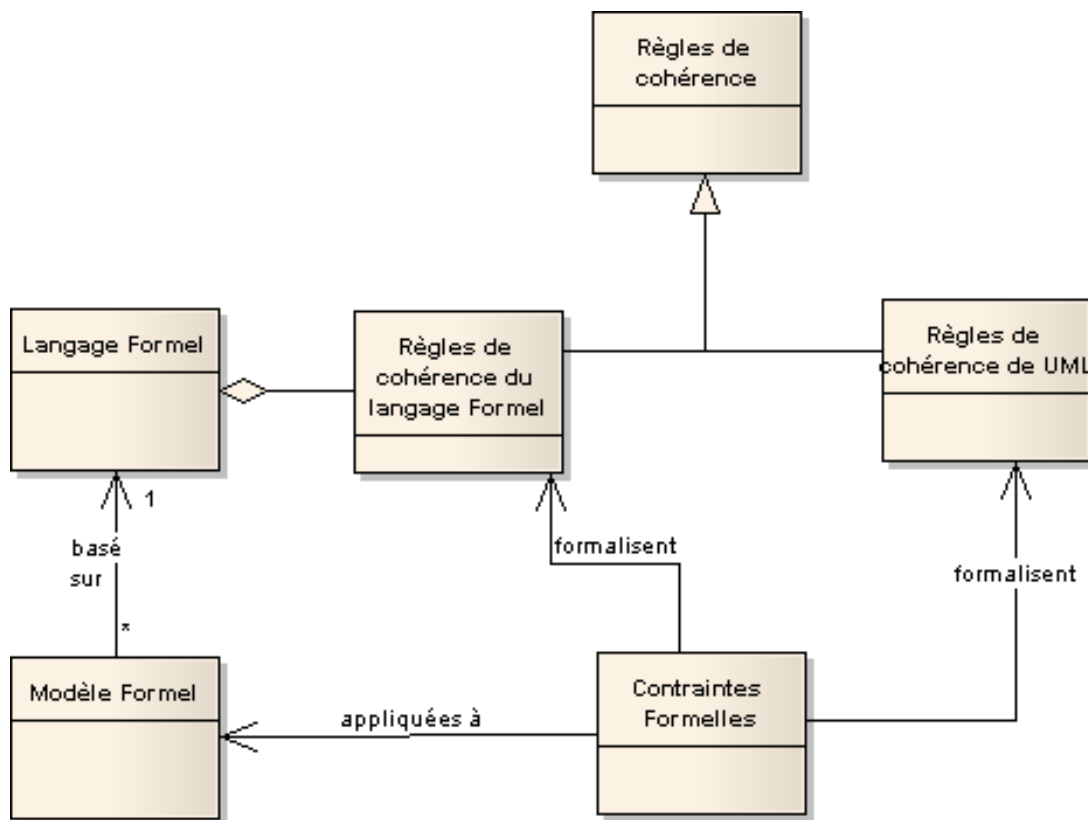 Règles de
cohérence
Langage Formel
Règles de
cohérence du
langage Formel
Règles de
cohérence de UML
1
basé
sur
*
formalisent
formalisent
Modèle Formel
appliquées à
Contraintes
Formelles